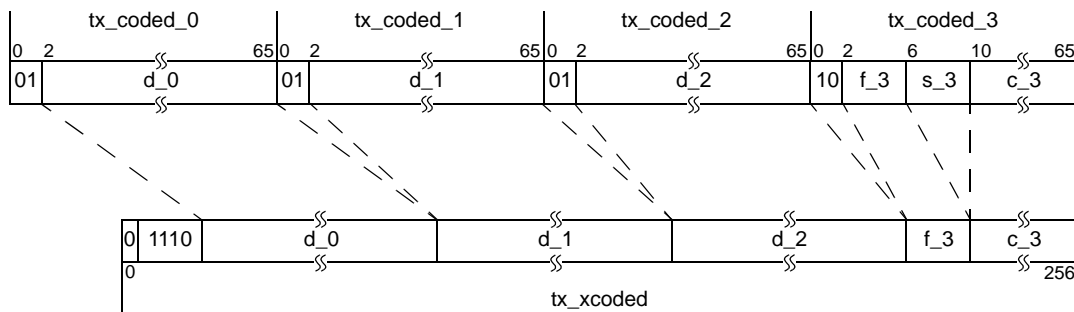 tx_coded_0 tx_coded_1 tx_coded_2 tx_coded_3
0 2 65 0 2 65 0 2 65 0 2 6 10 65
01 d_0 01 d_1 01 d_2 10 f_3 s_3 c_3
0 1110 d_0 d_1 d_2 f_3 c_3
0 256
tx_xcoded